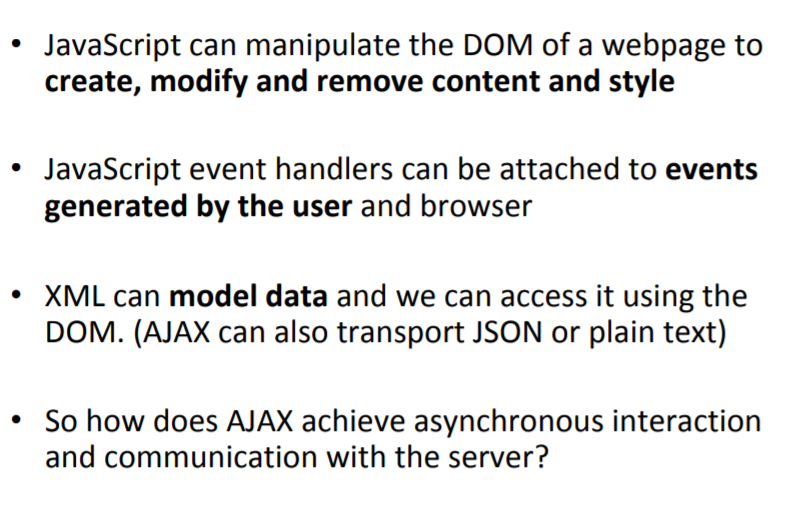 • JavaScript can manipulate the DOM of a webpage to
create, modify and remove content and style
• JavaScript event handlers can be attached to events
generated by the user and browser
• XML can model data and we can access it using the
DOM. (AJAX can also transport JSON or plain text)
• So how does AJAX achieve asynchronous interaction
and communication with the server?